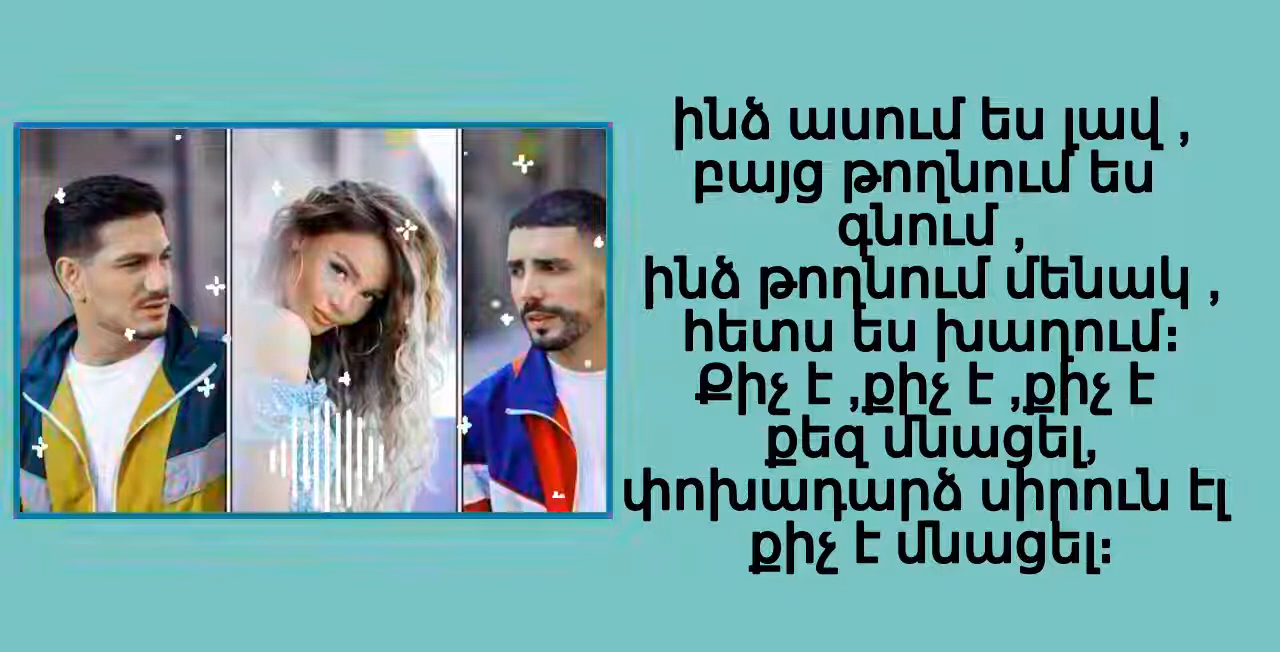 ինձ ասում ես լավ ,
բայց թողնում ես
գնում ,
ինձ թողնում մենակ ,
հետս ես խաղում։
Քիչ է ,քիչ է ,քիչ է
քեզ մնացել,
փոխադարձ սիրուն էլ
քիչ է մնացել։